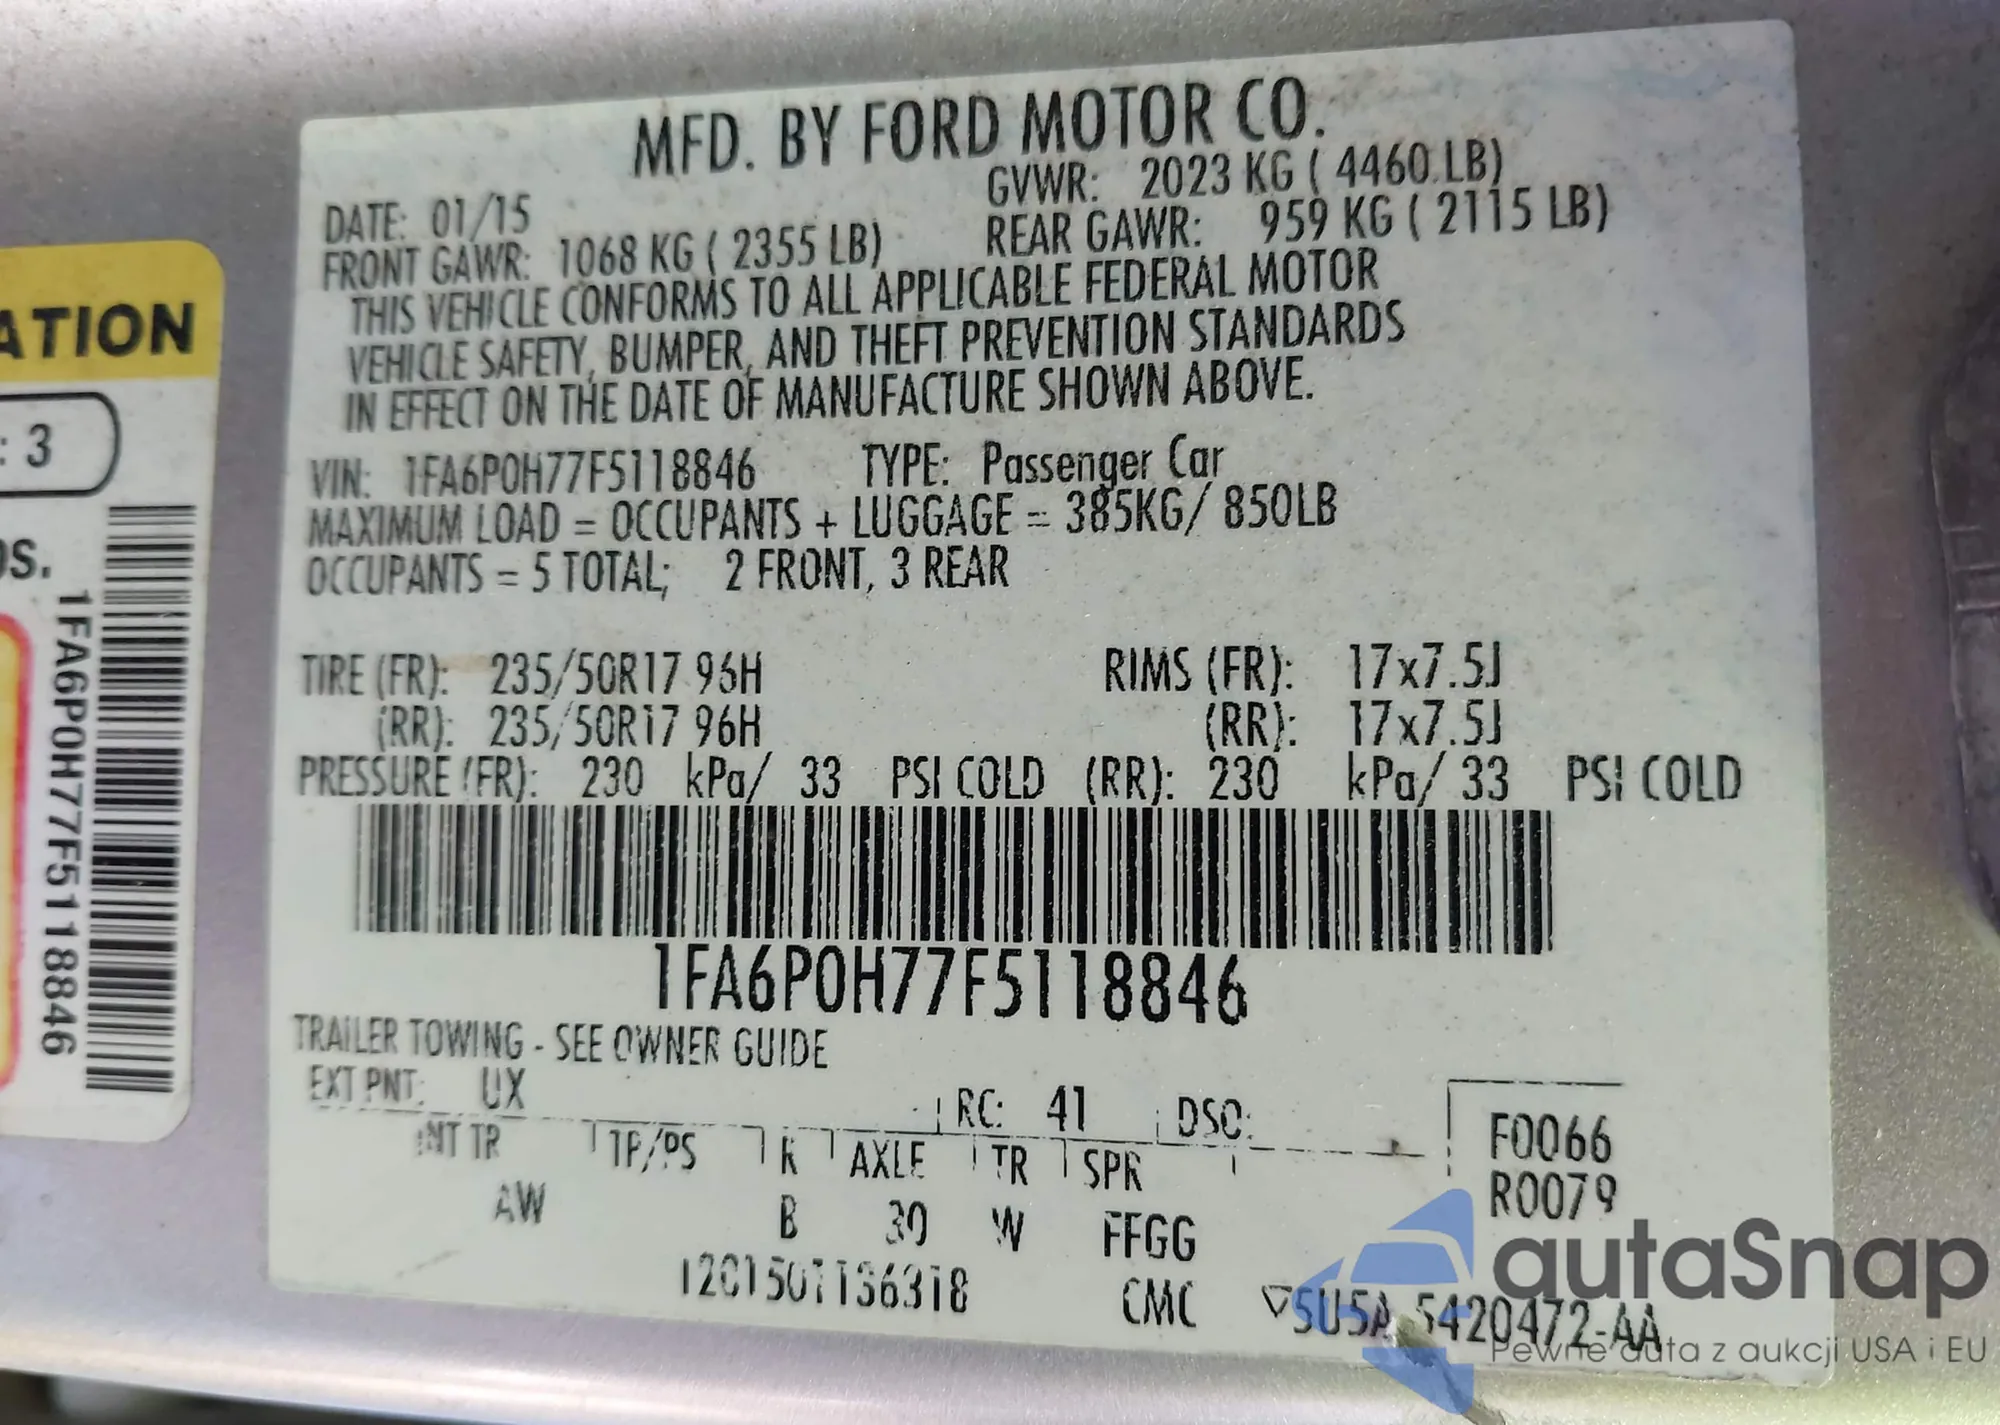 MFD. BY FORD MOTOR CO.
DATE: 01/15
GVWR: 2023 KG ( 4460 LB)
FRONT GAWR: 1068 KG ( 2355 LB)
REAR GAWR: 959 KG ( 2115 LB)
THIS VEHICLE CONFORMS TO ALL APPLICABLE FEDERAL MOTOR
VEHICLE SAFETY, BUMPER, AND THEFT PREVENTION STANDARDS
IN EFFECT ON THE DATE OF MANUFACTURE SHOWN ABOVE.
VIN: 1FA6P0H77F5118846 TYPE: Passenger Car
MAXIMUM LOAD = OCCUPANTS + LUGGAGE = 385KG/ 850LB
OCCUPANTS = 5 TOTAL; 2 FRONT, 3 REAR
TIRE (FR): 235/50R17 96H RIMS (FR): 17x7.5J
(RR): 235/50R17 96H (RR): 17x7.5J
PRESSURE (FR): 230 kPa/ 33 PSI COLD (RR): 230 kPa/ 33 PSI COLD
1FA6P0H77F5118846
TRAILER TOWING - SEE OWNER GUIDE
EXT PNT: UX RC: 41 DSO:
INT TR TP/PS R AXLE TR SPR
AW B 30 W FFGG
F0066
R0079
CMC
ATION
: 3
os.
1FA6P0H77F5118846
autoSnap
Pewne auta z aukcji USA i EU